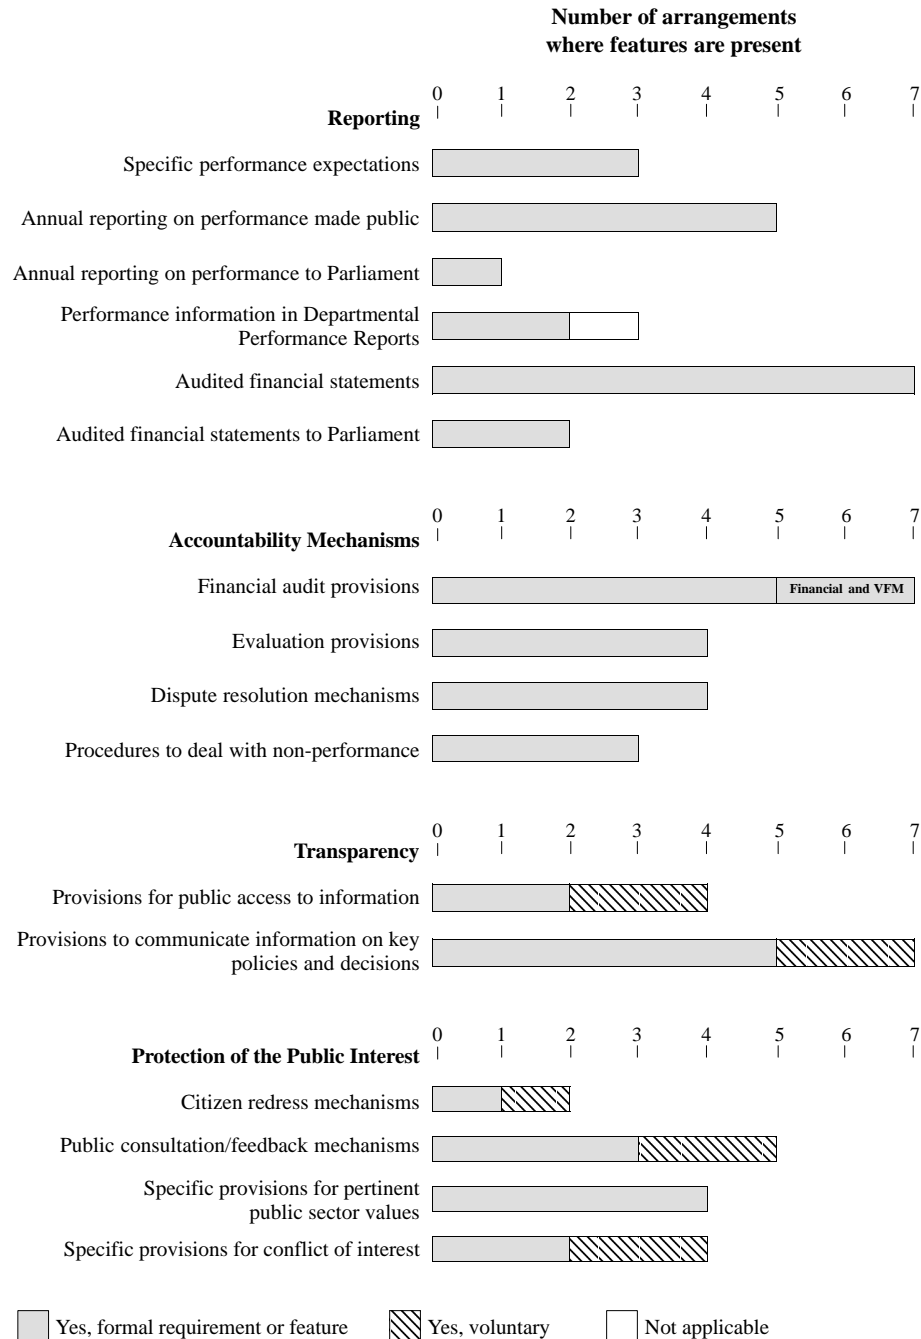 Number of arrangements
where features are present
0 1 2 3 4 5 6 7
Reporting
Specific performance expectations
Annual reporting on performance made public
Annual reporting on performance to Parliament
Performance information in Departmental
Performance Reports
Audited financial statements
Audited financial statements to Parliament
0 1 2 3 4 5 6 7
Accountability Mechanisms
Financial audit provisions Financial and VFM
Evaluation provisions
Dispute resolution mechanisms
Procedures to deal with non-performance
0 1 2 3 4 5 6 7
Transparency
Provisions for public access to information
Provisions to communicate information on key
policies and decisions
0 1 2 3 4 5 6 7
Protection of the Public Interest
Citizen redress mechanisms
Public consultation/feedback mechanisms
Specific provisions for pertinent
public sector values
Specific provisions for conflict of interest
Yes, formal requirement or feature Yes, voluntary Not applicable